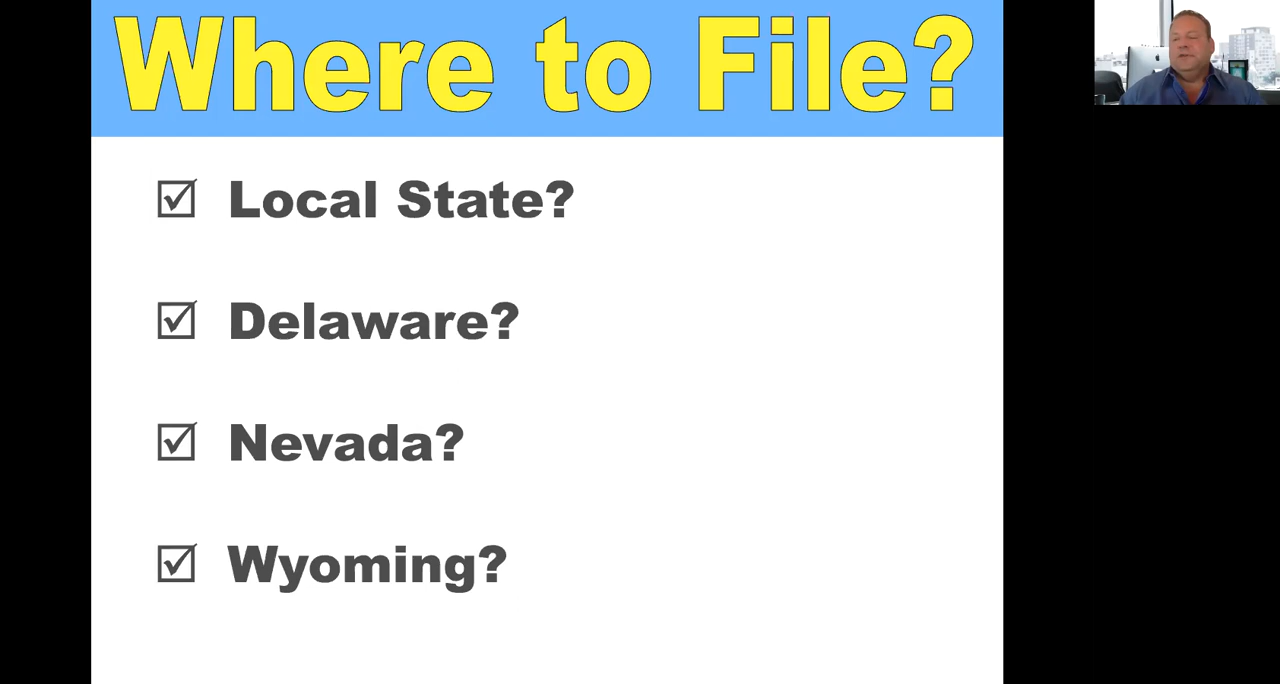 Where to File?
Local State?
Delaware?
Nevada?
Wyoming?